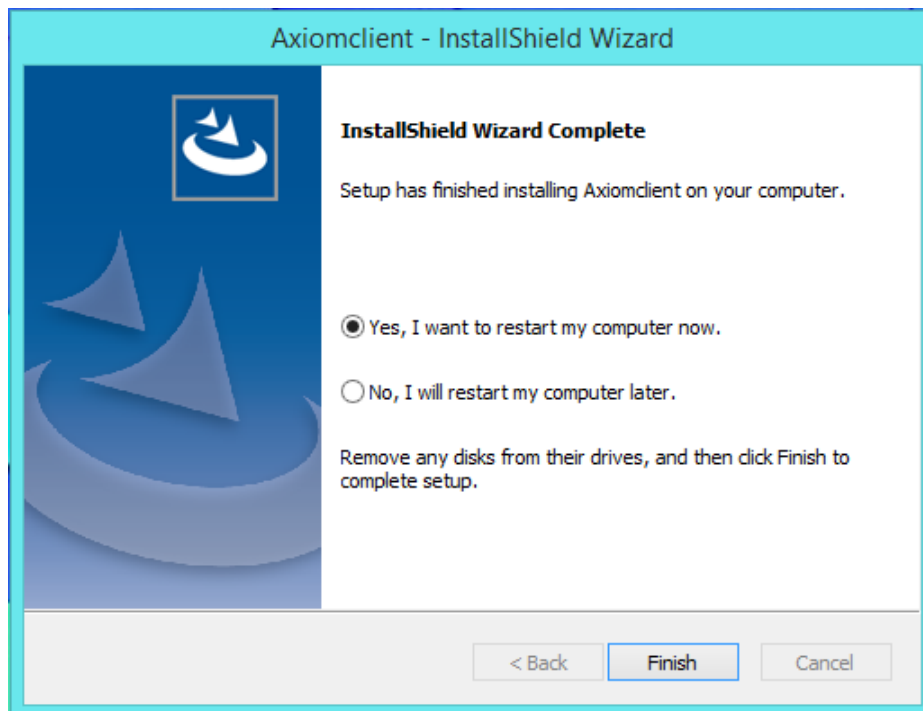 Axiomclient - InstallShield Wizard
InstallShield Wizard Complete
Setup has finished installing Axiomclient on your computer.
Yes, I want to restart my computer now.
No, I will restart my computer later.
Remove any disks from their drives, and then click Finish to
complete setup.
< Back Finish Cancel